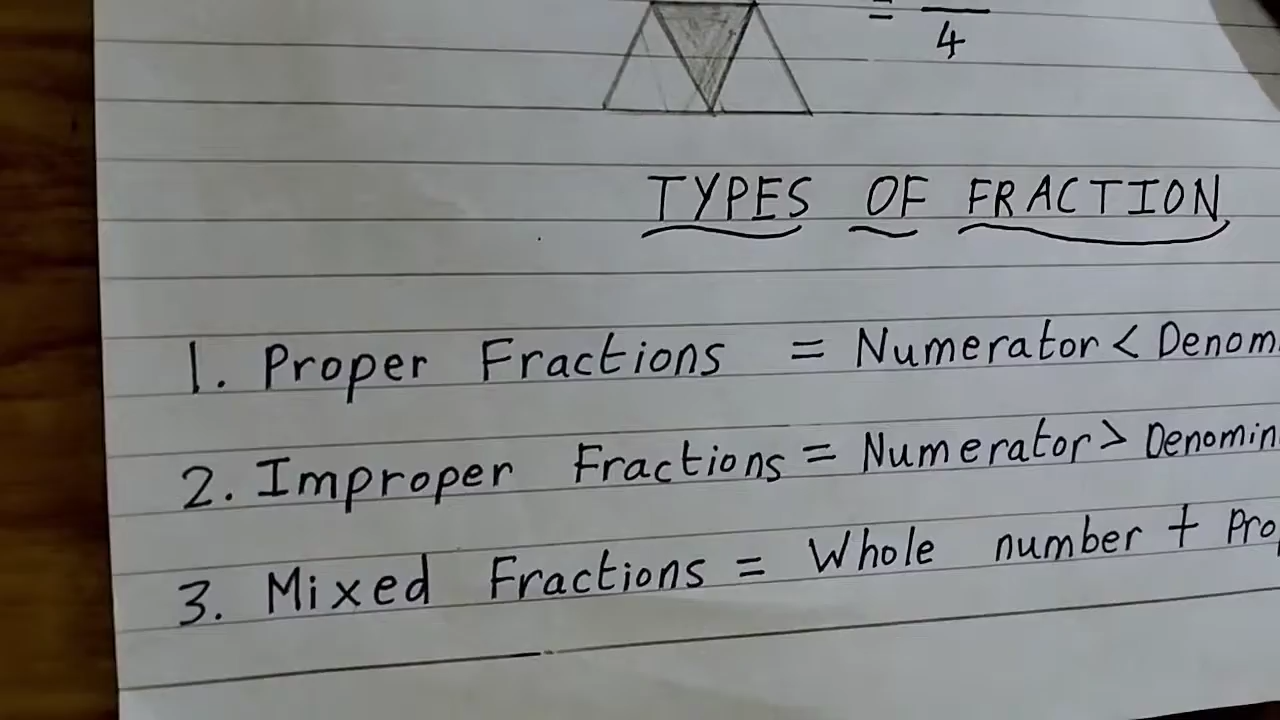 = 4
TYPES OF FRACTION
1. Proper Fractions = Numerator < Denom
2. Improper Fractions = Numerator > Denomin
3. Mixed Fractions = Whole number + Pro